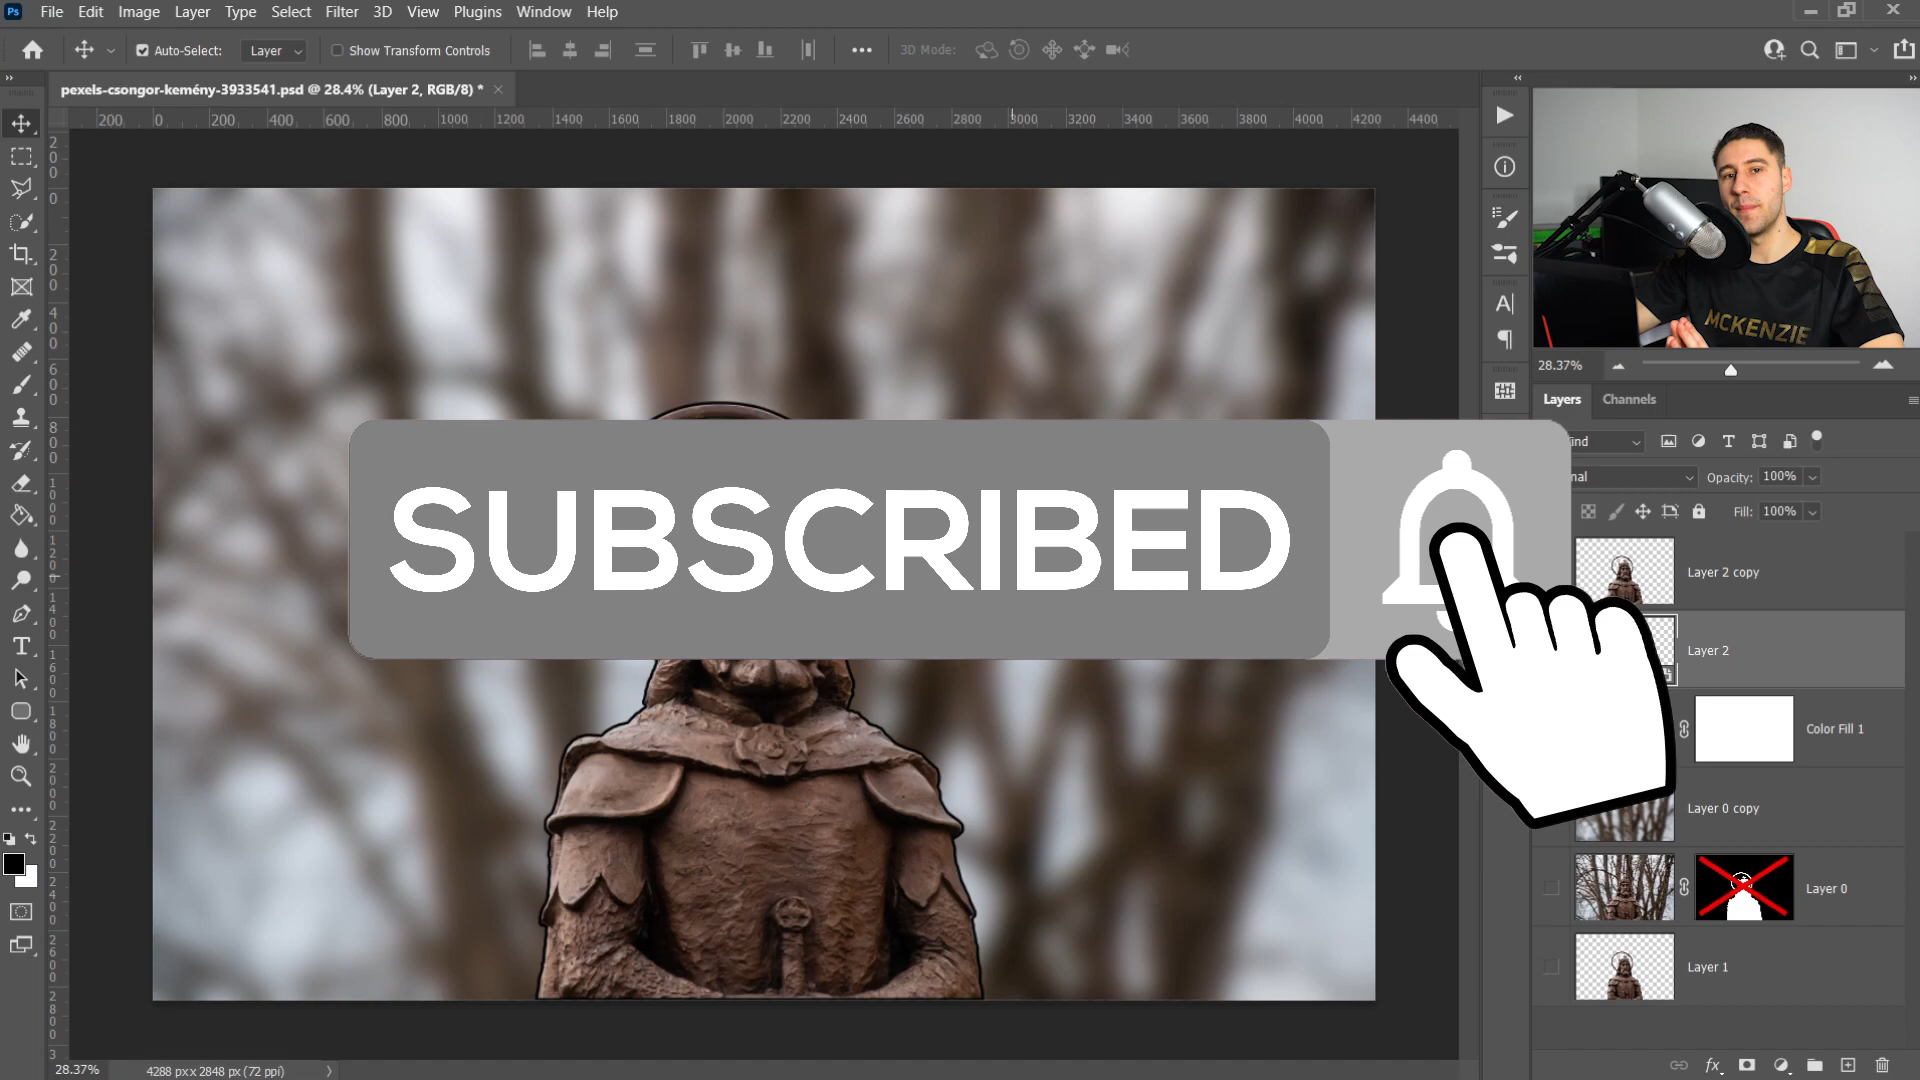 Ps File Edit Image Layer Type Select Filter 3D View Plugins Window Help
Auto-Select: Layer Show Transform Controls 3D Mode:
pexels-csongor-kemény-3933541.psd @ 28.4% (Layer 2, RGB/8) *
200 0 200 400 600 800 1000 1200 1400 1600 1800 2000 2200 2400 2600 2800 3000 3200 3400 3600 3800 4000 4200 4400
MCKENZIE
28.37%
Layers Channels
ind
nal Opacity: 100%
Fill: 100%
SUBSCRIBED
Layer 2 copy
Layer 2
Color Fill 1
Layer 0 copy
Layer 0
Layer 1
fx
28.37% 4288 px x 2848 px (72 ppi)